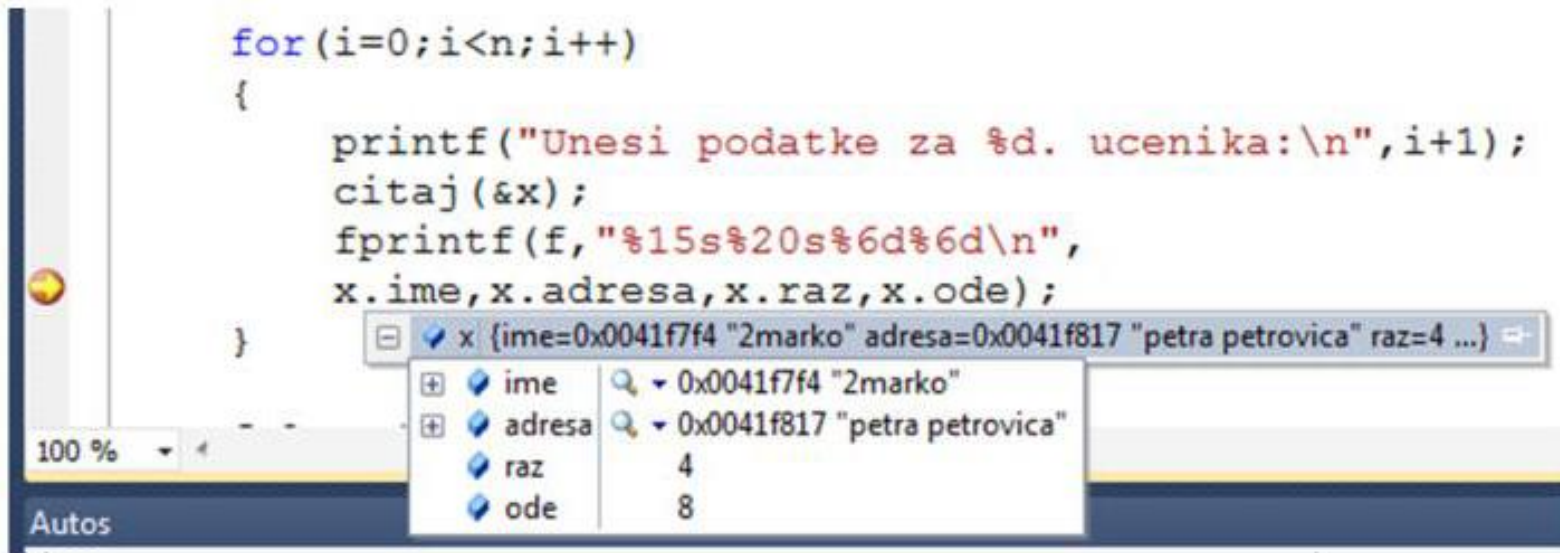 for(i=0;i<n;i++)
{
printf("Unesi podatke za %d. ucenika:\n",i+1);
citaj(&x);
fprintf(f,"%15s%20s%6d%6d\n",
x.ime,x.adresa,x.raz,x.ode);
}
x {ime=0x0041f7f4 "2marko" adresa=0x0041f817 "petra petrovica" raz=4 ...}
ime 0x0041f7f4 "2marko"
adresa 0x0041f817 "petra petrovica"
raz 4
ode 8
100 %
Autos